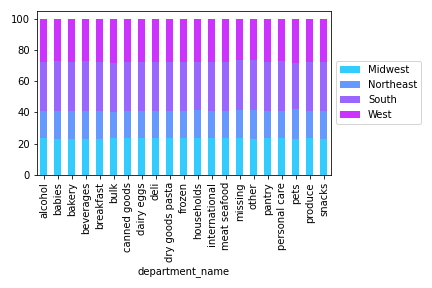 100
80
60
40
20
0
Midwest
Northeast
South
West
alcohol
babies
bakery
beverages
breakfast
bulk
canned goods
dairy eggs
deli
dry goods pasta
frozen
households
international
meat seafood
missing
other
pantry
personal care
pets
produce
snacks
department_name